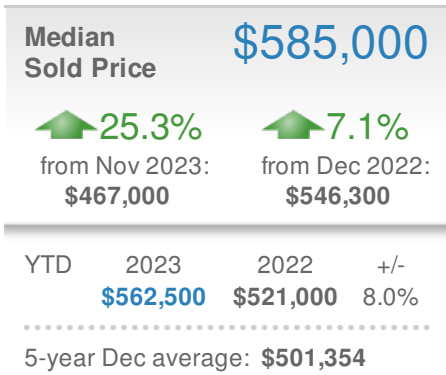 Median
Sold Price
$585,000
25.3%
from Nov 2023:
$467,000
7.1%
from Dec 2022:
$546,300
YTD 2023 2022 +/-
$562,500 $521,000 8.0%
5-year Dec average: $501,354